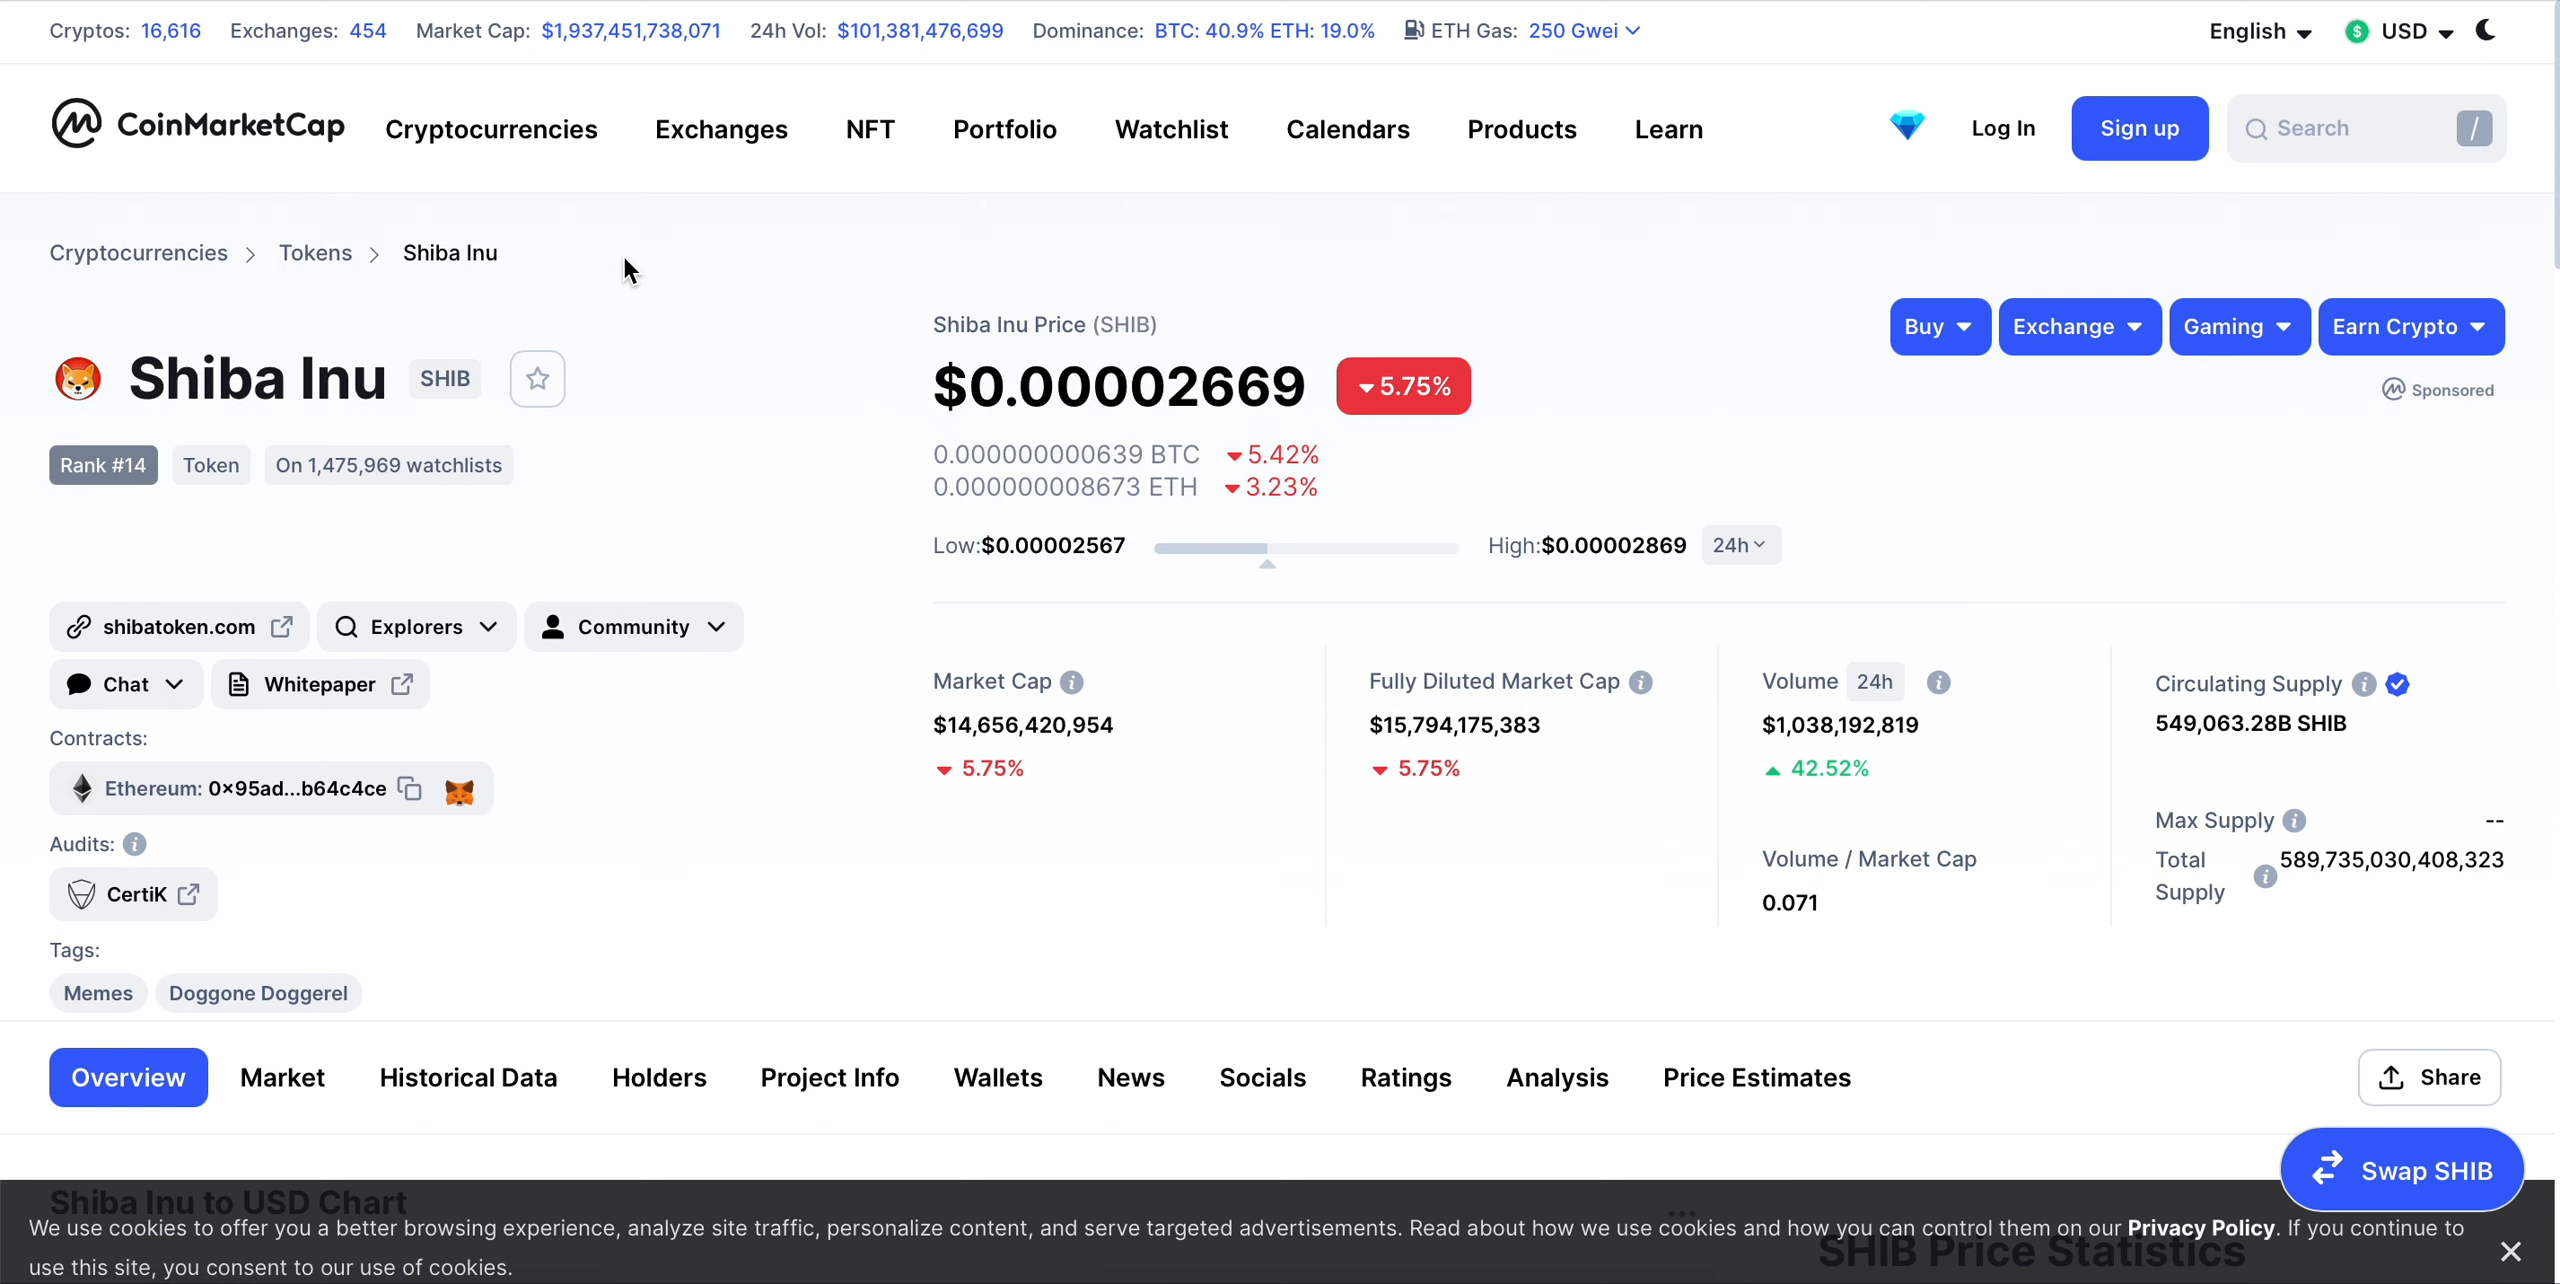 Cryptos: 16,616 Exchanges: 454 Market Cap: $1,937,451,738,071 24h Vol: $101,381,476,699 Dominance: BTC: 40.9% ETH: 19.0% ETH Gas: 250 Gwei English $ USD
CoinMarketCap Cryptocurrencies Exchanges NFT Portfolio Watchlist Calendars Products Learn Log In Sign up Search /
Cryptocurrencies > Tokens > Shiba Inu
Shiba Inu Price (SHIB)
Buy Exchange Gaming Earn Crypto
Shiba Inu SHIB
$0.00002669 5.75%
Sponsored
Rank #14 Token On 1,475,969 watchlists
0.000000000639 BTC 5.42%
0.000000008673 ETH 3.23%
Low:$0.00002567 High:$0.00002869 24h
shibatoken.com Explorers Community
Chat Whitepaper
Contracts:
Ethereum: 0x95ad...b64c4ce
Audits:
CertiK
Tags:
Memes Doggone Doggerel
Market Cap
$14,656,420,954
5.75%
Fully Diluted Market Cap
$15,794,175,383
5.75%
Volume 24h
$1,038,192,819
42.52%
Volume / Market Cap
0.071
Circulating Supply
549,063.28B SHIB
Max Supply --
Total Supply 589,735,030,408,323
Overview Market Historical Data Holders Project Info Wallets News Socials Ratings Analysis Price Estimates Share
Swap SHIB
Shiba Inu to USD Chart
SHIB Price Statistics
We use cookies to offer you a better browsing experience, analyze site traffic, personalize content, and serve targeted advertisements. Read about how we use cookies and how you can control them on our Privacy Policy. If you continue to
use this site, you consent to our use of cookies.